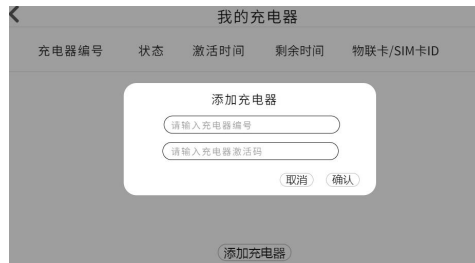 我的充电器
充电器编号 状态 激活时间 剩余时间 物联卡/SIM卡ID
添加充电器
请输入充电器编号
请输入充电器激活码
取消 确认
添加充电器